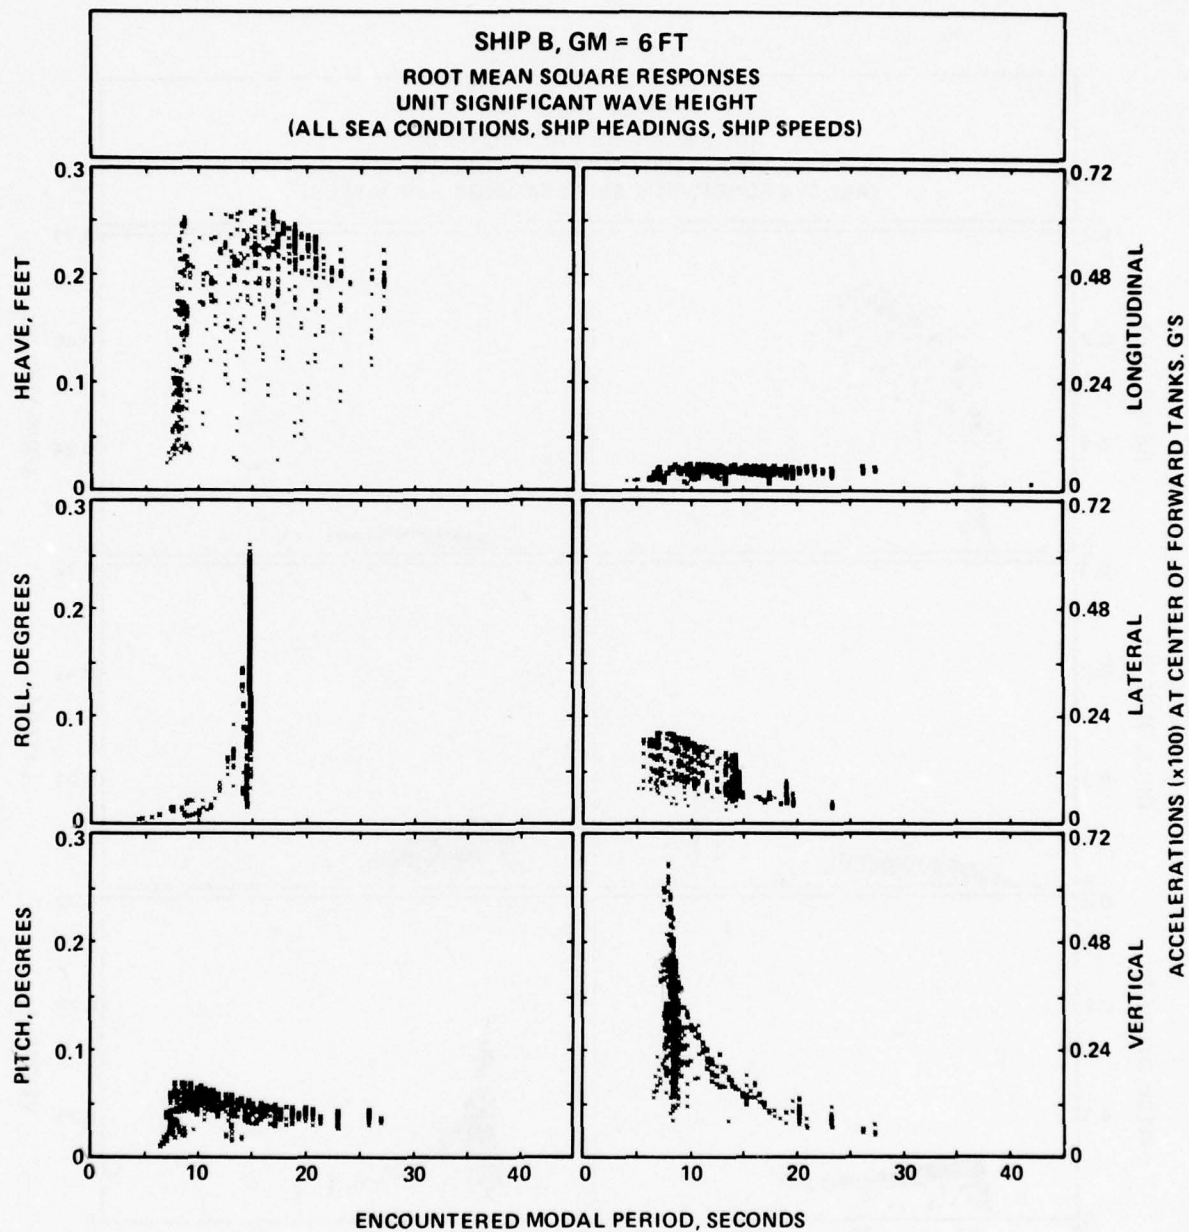 SHIP B, GM = 6 FT
ROOT MEAN SQUARE RESPONSES
UNIT SIGNIFICANT WAVE HEIGHT
(ALL SEA CONDITIONS, SHIP HEADINGS, SHIP SPEEDS)
HEAVE, FEET
0.3
0.2
0.1
0
LONGITUDINAL
0.72
0.48
0.24
0
ROLL, DEGREES
0.3
0.2
0.1
0
LATERAL
0.72
0.48
0.24
0
PITCH, DEGREES
0.3
0.2
0.1
0
VERTICAL
0.72
0.48
0.24
0
ACCELERATIONS (x100) AT CENTER OF FORWARD TANKS. G'S
0 10 20 30 40 0 10 20 30 40
ENCOUNTERED MODAL PERIOD, SECONDS